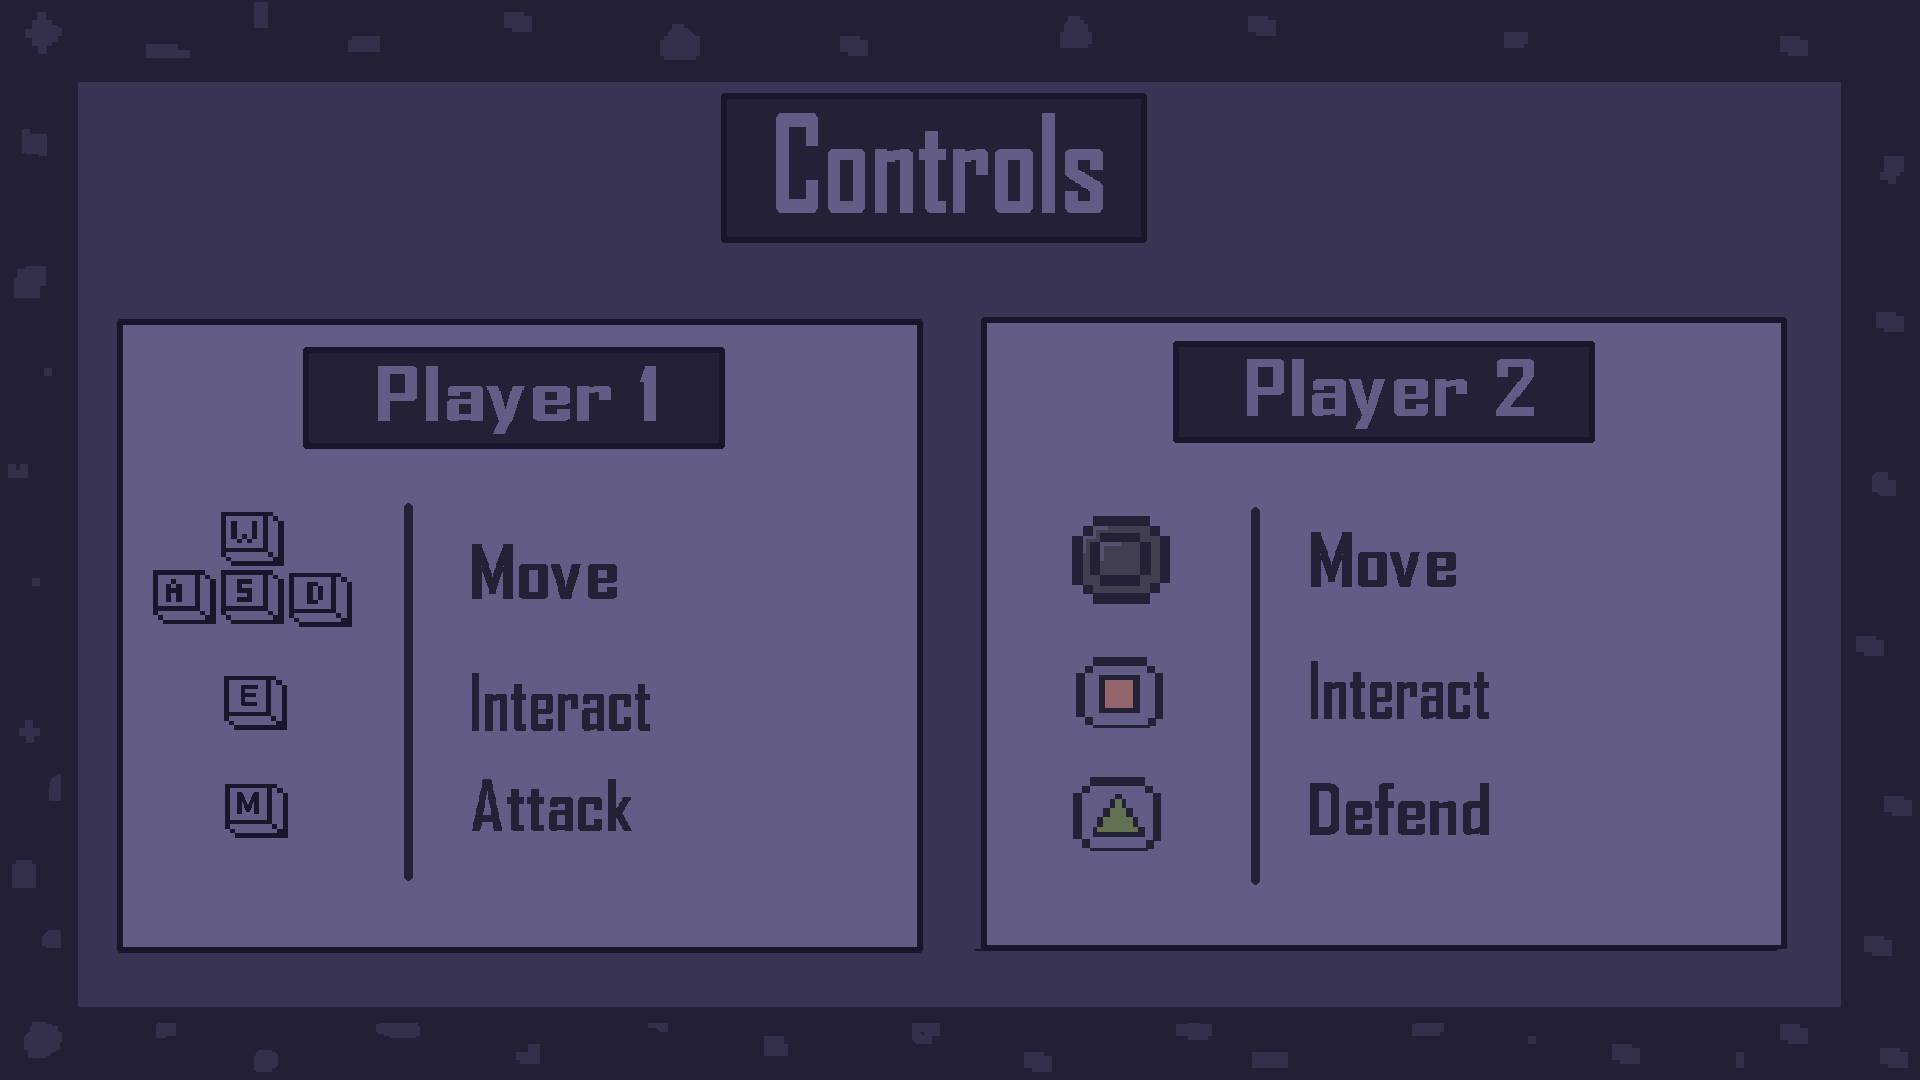 Controls
Player 1
W
A S D
Move
E
Interact
M
Attack
Player 2
Move
Interact
Defend